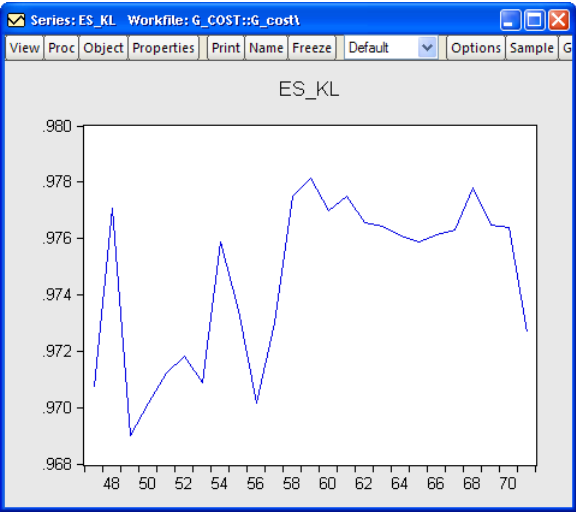 Series: ES_KL Workfile: G_COST::G_cost\
View Proc Object Properties Print Name Freeze Default Options Sample G
ES_KL
.980
.978
.976
.974
.972
.970
.968
48 50 52 54 56 58 60 62 64 66 68 70